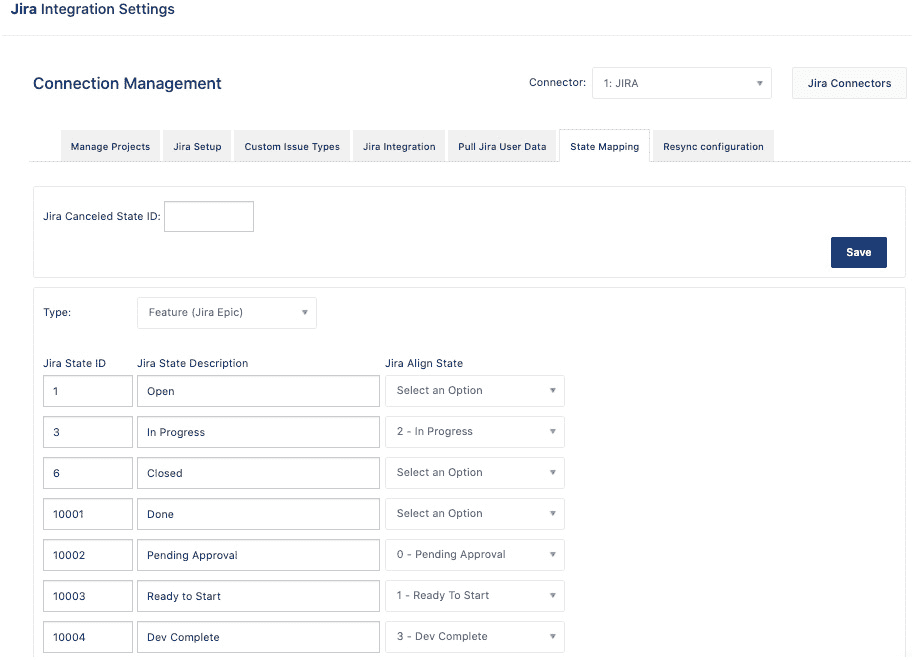 Jira Integration Settings
Connection Management
Connector: 1: JIRA Jira Connectors
Manage Projects Jira Setup Custom Issue Types Jira Integration Pull Jira User Data State Mapping Resync configuration
Jira Canceled State ID:
Save
Type: Feature (Jira Epic)
Jira State ID Jira State Description Jira Align State
1 Open Select an Option
3 In Progress 2 - In Progress
6 Closed Select an Option
10001 Done Select an Option
10002 Pending Approval 0 - Pending Approval
10003 Ready to Start 1 - Ready To Start
10004 Dev Complete 3 - Dev Complete